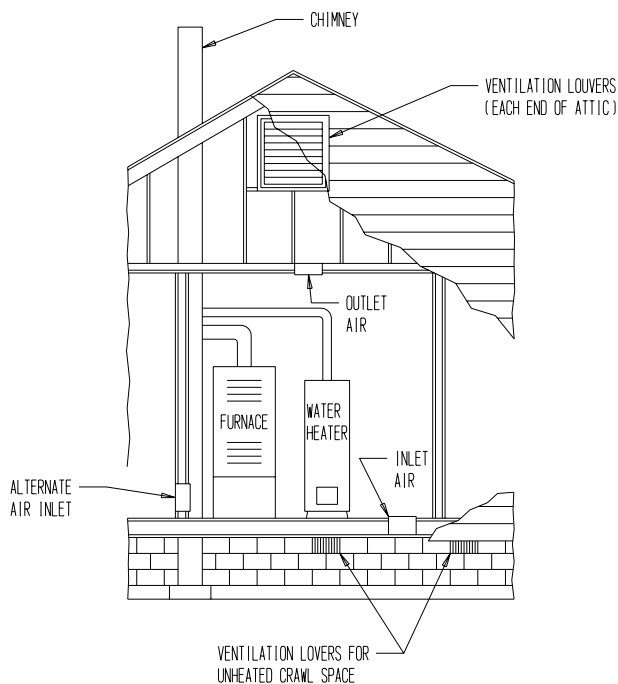 CHIMNEY
VENTILATION LOUVERS
(EACH END OF ATTIC)
OUTLET
AIR
FURNACE
WATER
HEATER
INLET
AIR
ALTERNATE
AIR INLET
VENTILATION LOVERS FOR
UNHEATED CRAWL SPACE